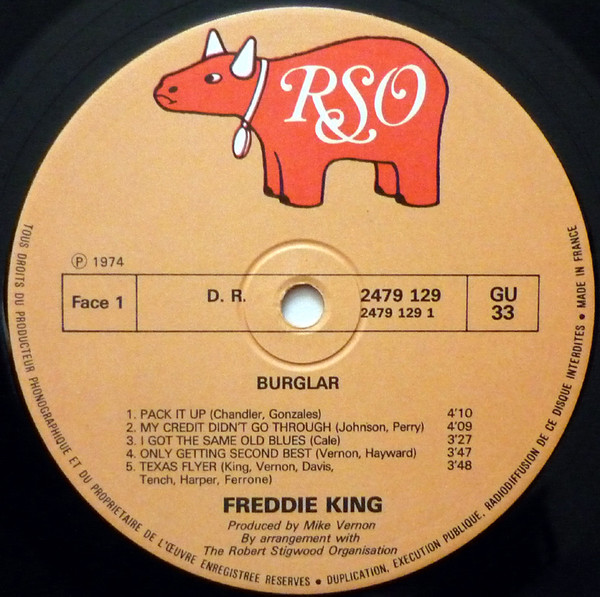 RSO
℗ 1974
Face 1
D. R.
2479 129
2479 129 1
GU
33
BURGLAR
1. PACK IT UP (Chandler, Gonzales) 4'10
2. MY CREDIT DIDN'T GO THROUGH (Johnson, Perry) 4'09
3. I GOT THE SAME OLD BLUES (Cale) 3'27
4. ONLY GETTING SECOND BEST (Vernon, Hayward) 3'47
5. TEXAS FLYER (King, Vernon, Davis, 3'48
Tench, Harper, Ferrone)
FREDDIE KING
Produced by Mike Vernon
By arrangement with
The Robert Stigwood Organisation
TOUS DROITS DU PRODUCTEUR PHONOGRAPHIQUE ET DU PROPRIETAIRE DE L'ŒUVRE ENREGISTREE RESERVES • DUPLICATION, EXECUTION PUBLIQUE, RADIODIFFUSION DE CE DISQUE INTERDITES • MADE IN FRANCE